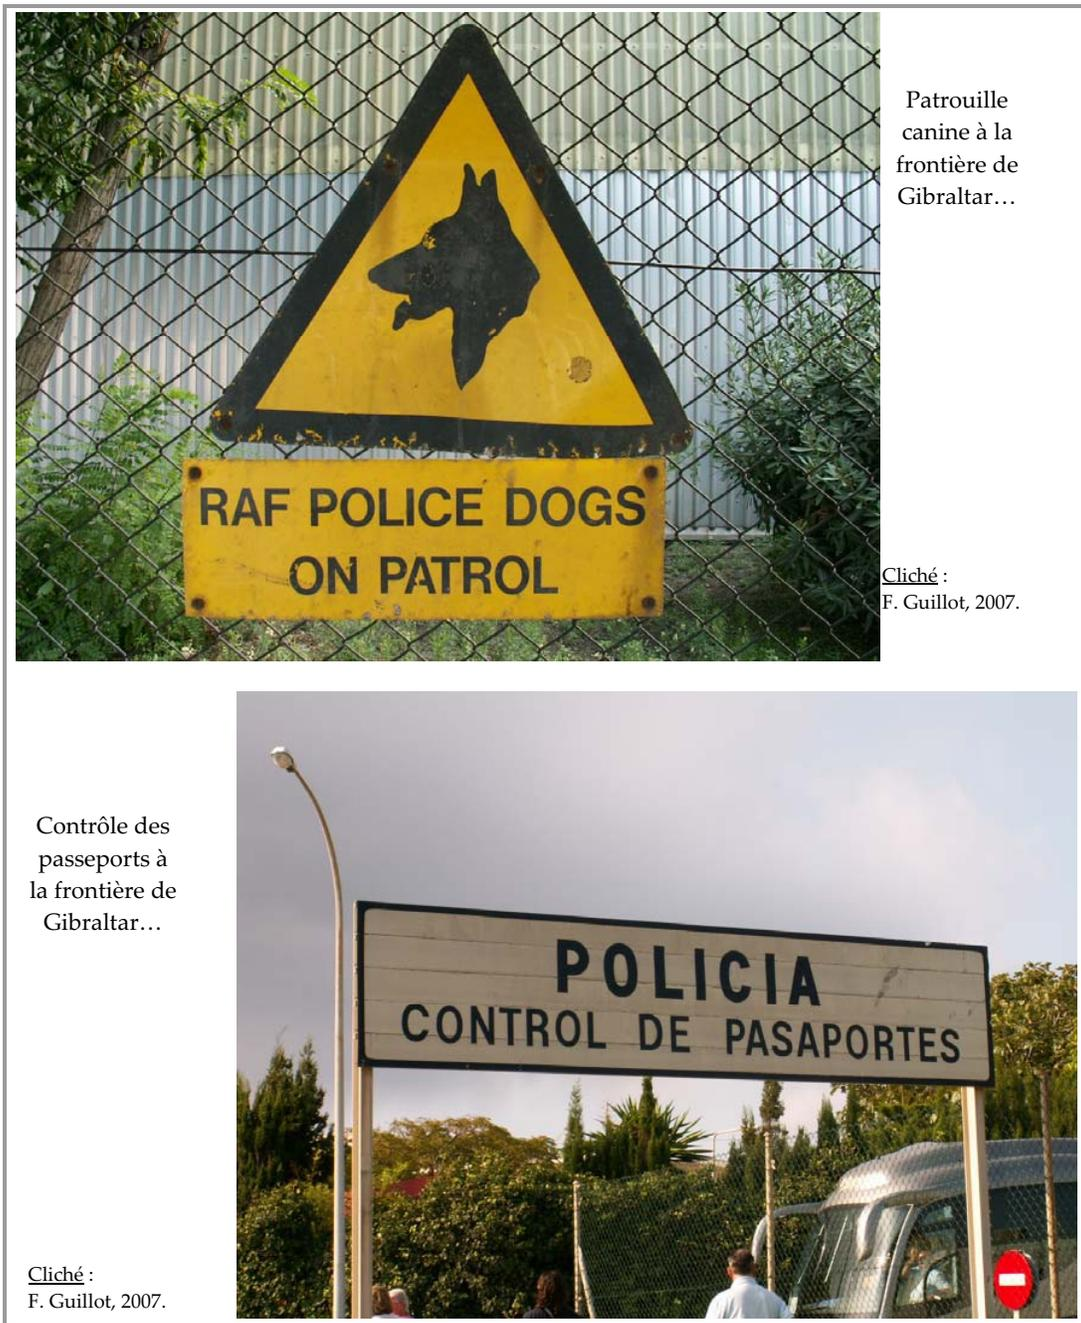 Patrouille
canine à la
frontière de
Gibraltar…
RAF POLICE DOGS
ON PATROL
Cliché :
F. Guillot, 2007.
Contrôle des
passeports à
la frontière de
Gibraltar…
POLICIA
CONTROL DE PASAPORTES
Cliché :
F. Guillot, 2007.